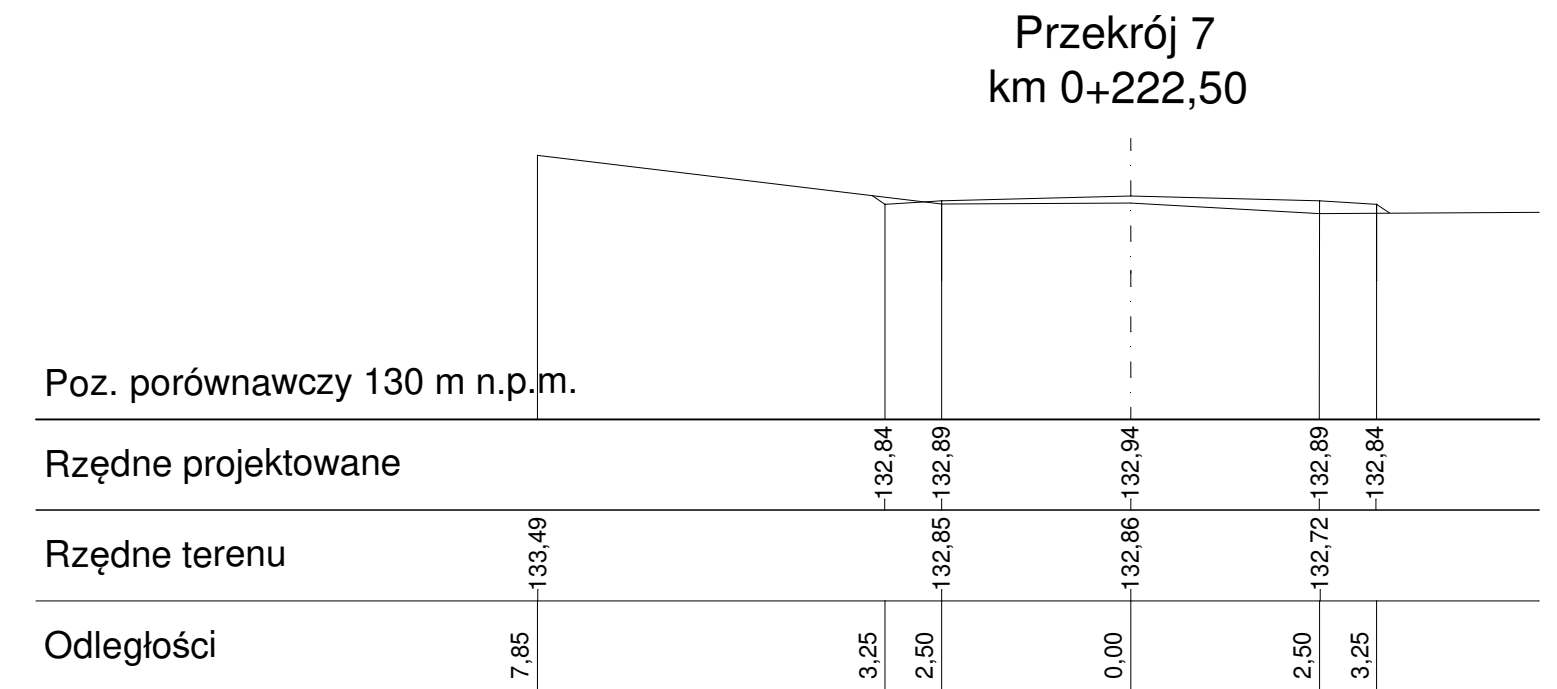 Przekrój 7
km 0+222,50
Poz. porównawczy 130 m n.p.m.
Rzędne projektowane
132,84
132,89
132,94
132,89
132,84
Rzędne terenu
133,49
132,85
132,86
132,72
Odległości
7,85
3,25
2,50
0,00
2,50
3,25